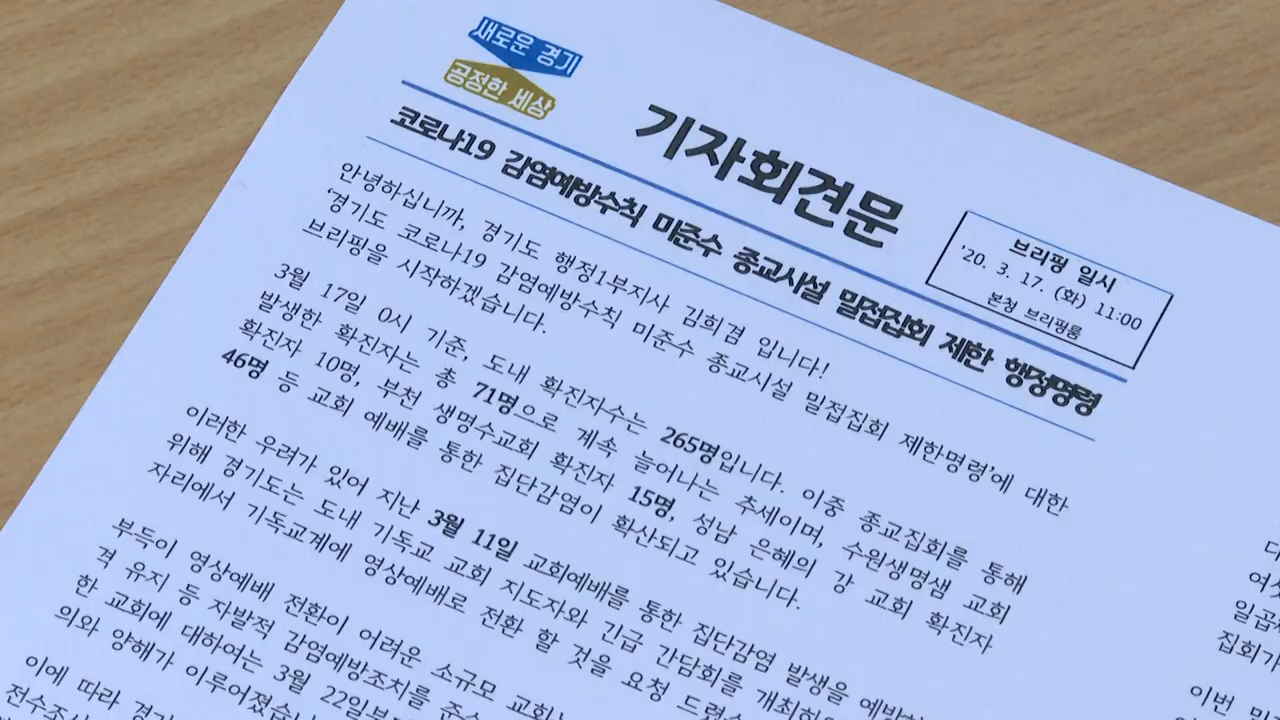 새로운 경기
공정한 세상
기자회견문
브리핑 일시
'20. 3. 17. (화) 11:00
본청 브리핑룸
코로나19 감염예방수칙 미준수 종교시설 밀접집회 제한 행정명령
안녕하십니까, 경기도 행정1부지사 김희겸 입니다!
'경기도 코로나19 감염예방수칙 미준수 종교시설 밀접집회 제한명령'에 대한
브리핑을 시작하겠습니다.
3월 17일 0시 기준, 도내 확진자수는 265명입니다. 이중 종교집회를 통해
발생한 확진자는 총 71명으로 계속 늘어나는 추세이며, 수원생명샘 교회
확진자 10명, 부천 생명수교회 확진자 15명, 성남 은혜의 강 교회 확진자
46명 등 교회 예배를 통한 집단감염이 확산되고 있습니다.
이러한 우려가 있어 지난 3월 11일 교회예배를 통한 집단감염 발생을
위해 경기도는 도내 기독교 교회 지도자와 긴급 간담회를
자리에서 기독교계에 영상예배로 전환 할 것을 요청
부득이 영상예배 전환이 어려운 소규모
격 유지 등 자발적 감염예방조치를
한 교회에 대하여는 3월
의와 양해가
이에 따라
여
일곱
집회가
이번